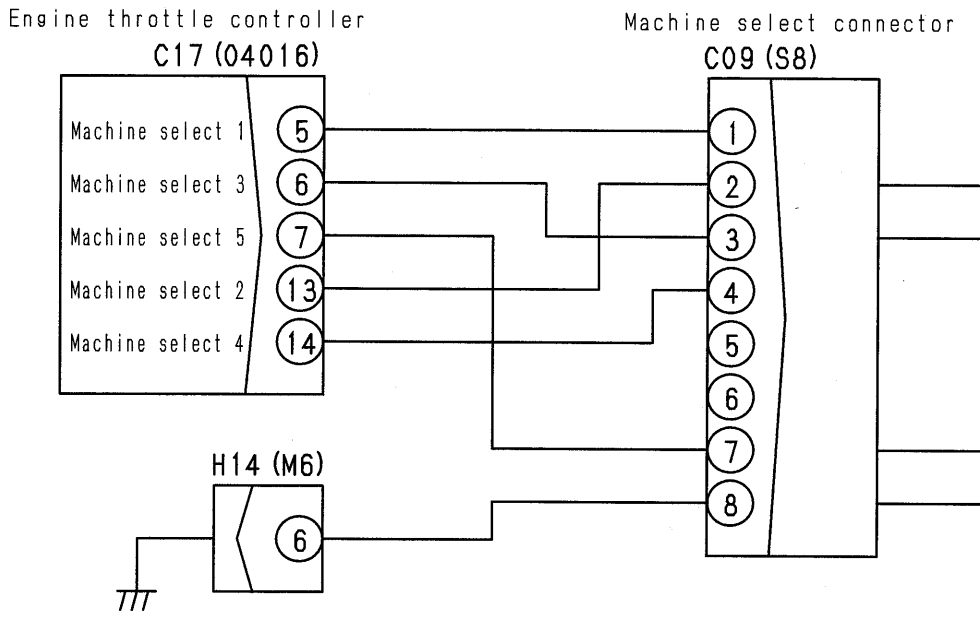 Engine throttle controller
C17 (04016)
Machine select 1 5
Machine select 3 6
Machine select 5 7
Machine select 2 13
Machine select 4 14
H14 (M6)
6
Machine select connector
C09 (S8)
1
2
3
4
5
6
7
8